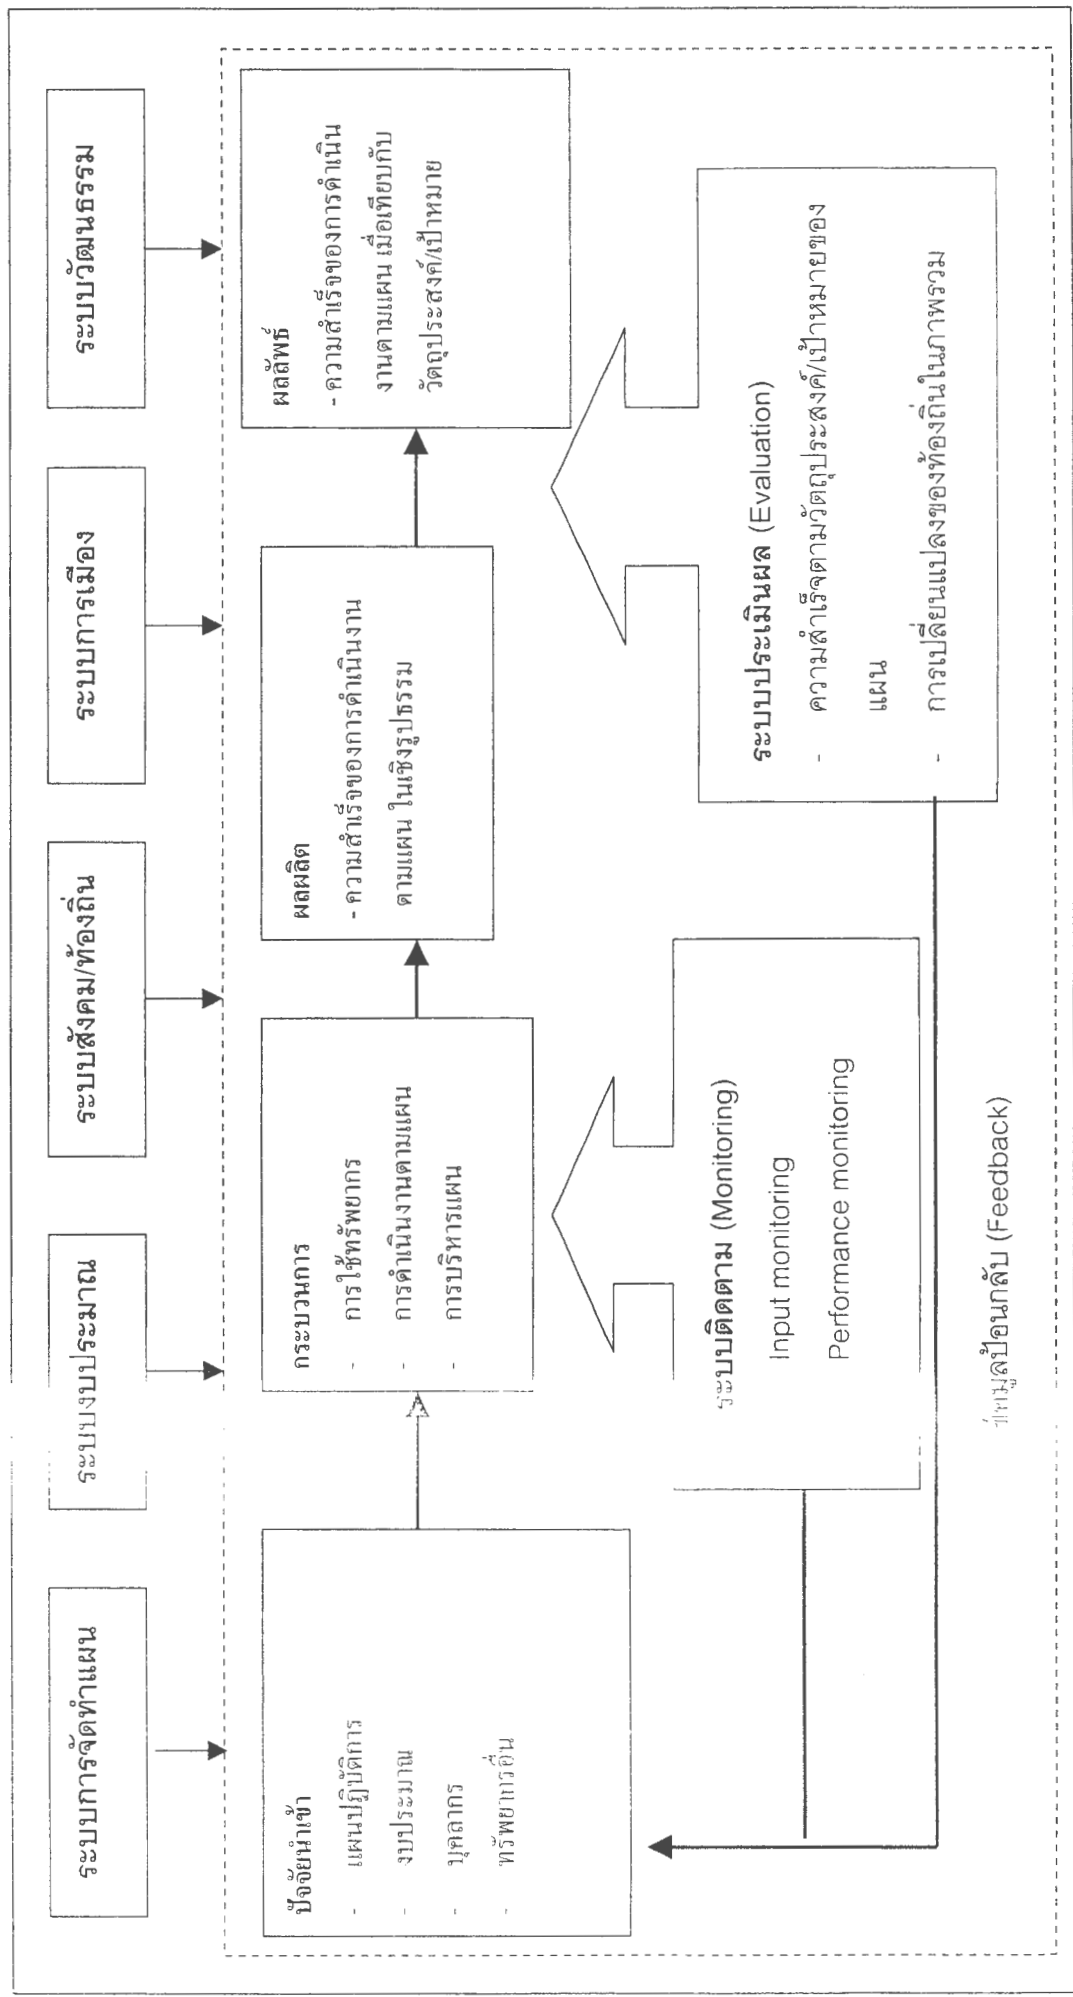 ระบบการจัดทำแผน
ระบบงบประมาณ
ระบบสังคม/ท้องถิ่น
ระบบการเมือง
ระบบวัฒนธรรม
ปัจจัยนำเข้า
- แผนปฏิบัติการ
- งบประมาณ
- บุคลากร
- ทรัพยากรอื่น
กระบวนการ
- การใช้ทรัพยากร
- การดำเนินงานตามแผน
- การบริหารแผน
ผลผลิต
- ความสำเร็จของการดำเนินงาน
ตามแผน ในเชิงรูปธรรม
ผลลัพธ์
- ความสำเร็จของการดำเนิน
งานตามแผน เมื่อเทียบกับ
วัตถุประสงค์/เป้าหมาย
ระบบติดตาม (Monitoring)
Input monitoring
Performance monitoring
ระบบประเมินผล (Evaluation)
- ความสำเร็จตามวัตถุประสงค์/เป้าหมายของ
แผน
- การเปลี่ยนแปลงของท้องถิ่นในภาพรวม
ข้อมูลป้อนกลับ (Feedback)